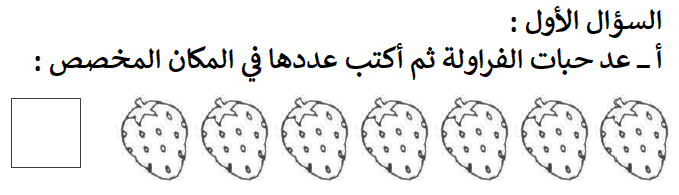 السؤال الأول :
أ ـ عد حبات الفراولة ثم أكتب عددها في المكان المخصص :